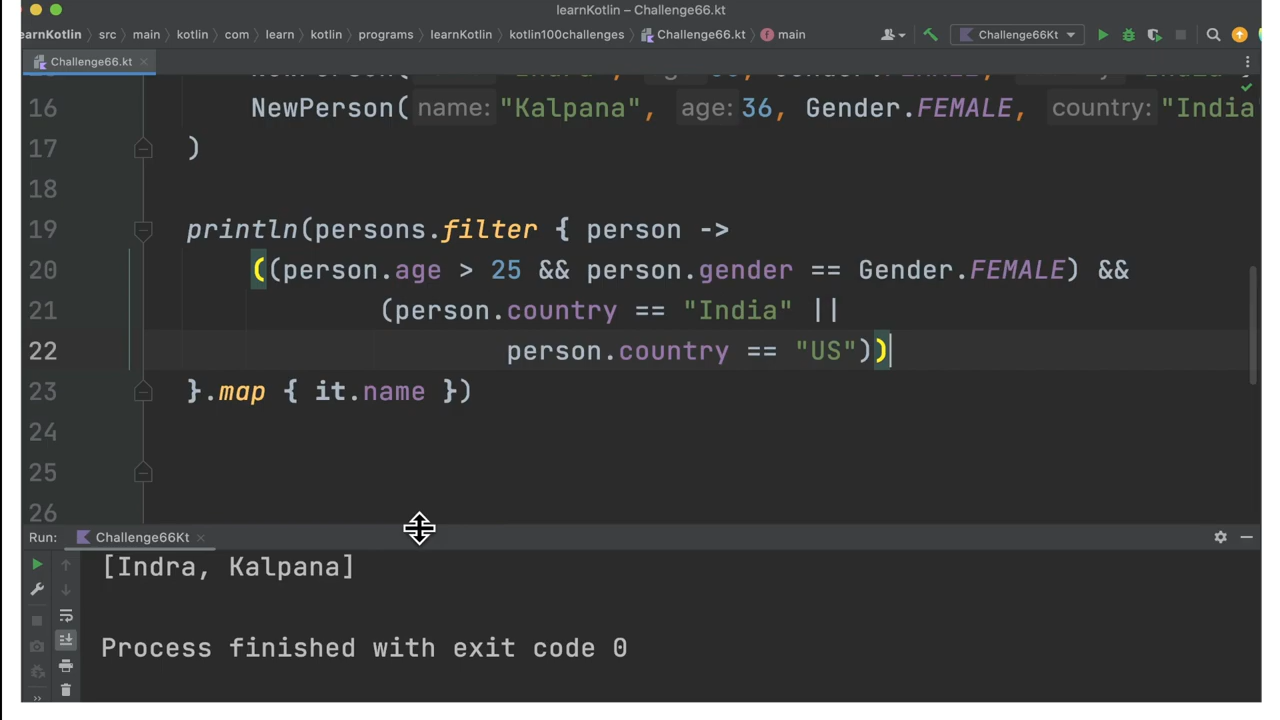 learnKotlin – Challenge66.kt
earnKotlin › src › main › kotlin › com › learn › kotlin › programs › learnKotlin › kotlin100challenges › Challenge66.kt › main Challenge66Kt
Challenge66.kt
16 NewPerson( name: "Kalpana", age: 36, Gender.FEMALE, country: "India
17 )
18
19 println(persons.filter { person ->
20 ((person.age > 25 && person.gender == Gender.FEMALE) &&
21 (person.country == "India" ||
22 person.country == "US"))
23 }.map { it.name })
24
25
26
Run: Challenge66Kt
[Indra, Kalpana]
Process finished with exit code 0